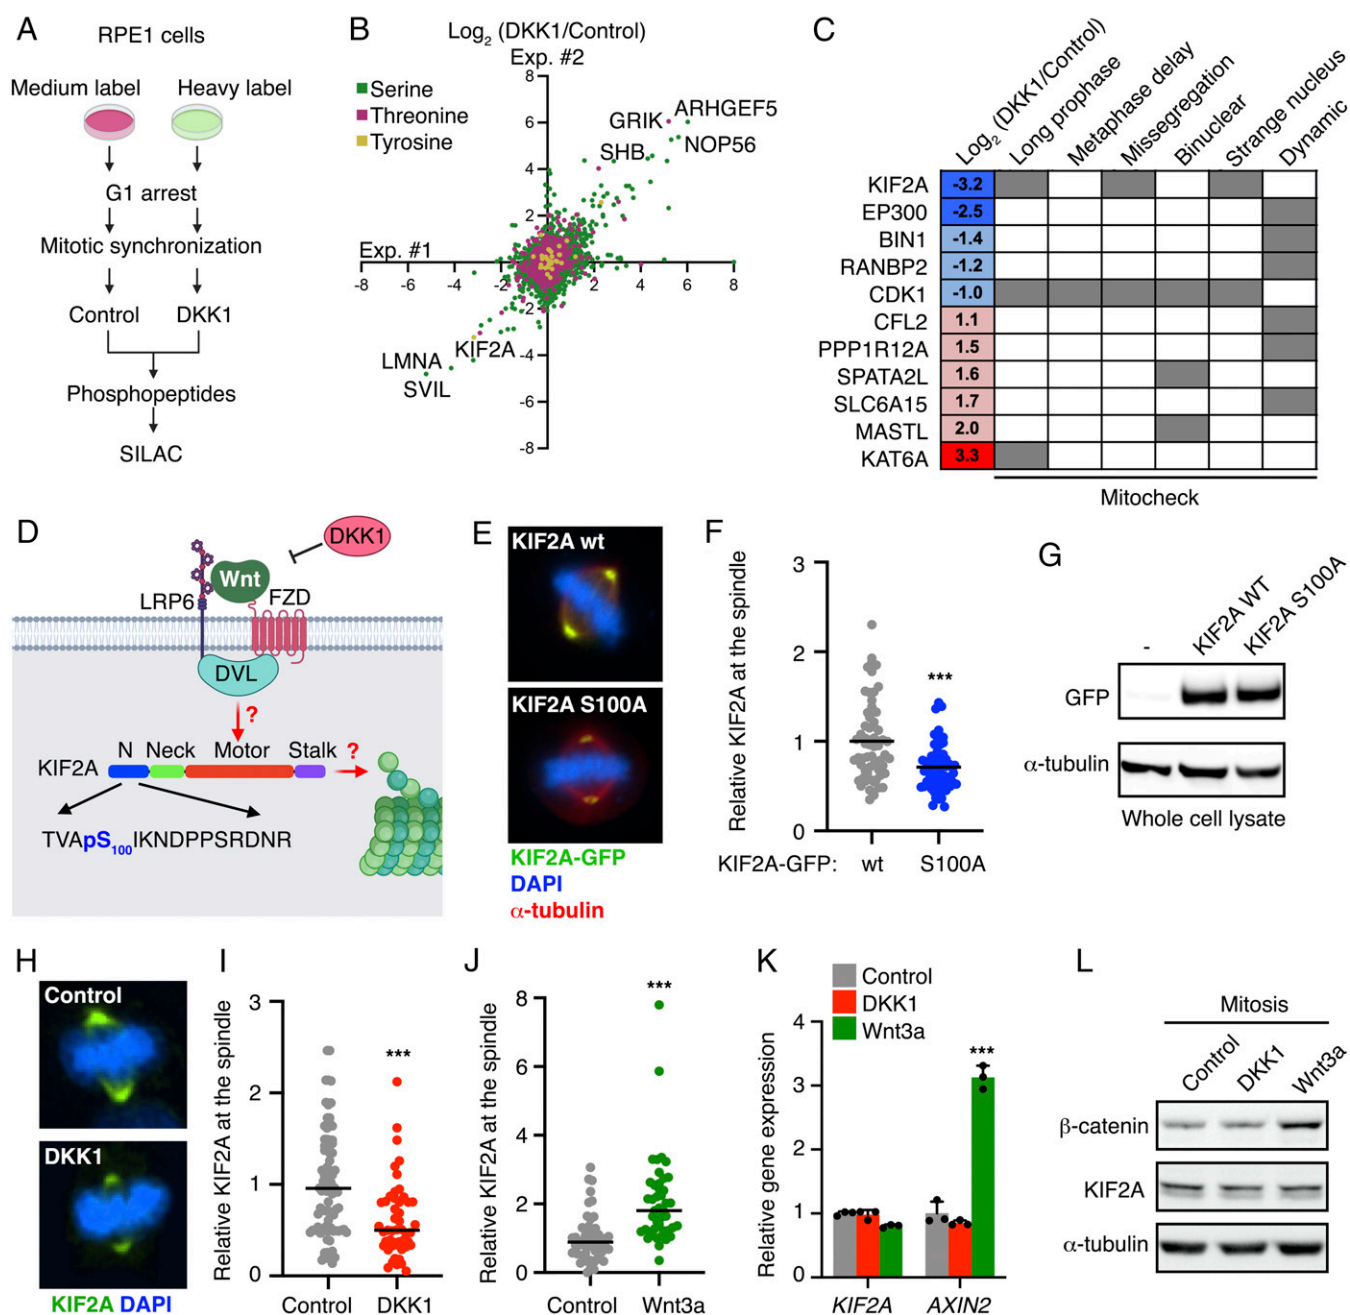 A
RPE1 cells
Medium label
Heavy label
G1 arrest
Mitotic synchronization
Control
DKK1
Phosphopeptides
SILAC
B
Log2 (DKK1/Control)
Exp. #2
Serine
Threonine
Tyrosine
8
6
4
2
GRIK
ARHGEF5
SHB
NOP56
Exp. #1
-8 -6 -4 -2 2 4 6 8
-2
-4
-6
-8
KIF2A
LMNA
SVIL
C
Log2 (DKK1/Control)
Long prophase
Metaphase delay
Missegregation
Binuclear
Strange nucleus
Dynamic
KIF2A -3.2
EP300 -2.5
BIN1 -1.4
RANBP2 -1.2
CDK1 -1.0
CFL2 1.1
PPP1R12A 1.5
SPATA2L 1.6
SLC6A15 1.7
MASTL 2.0
KAT6A 3.3
Mitocheck
D
DKK1
Wnt
LRP6
FZD
DVL
?
N Neck Motor Stalk ?
KIF2A
TVApS100IKNDPPSRDNR
E
KIF2A wt
KIF2A S100A
KIF2A-GFP
DAPI
α-tubulin
F
Relative KIF2A at the spindle
3
2
1
0
KIF2A-GFP: wt S100A
***
G
- KIF2A WT KIF2A S100A
GFP
α-tubulin
Whole cell lysate
H
Control
DKK1
KIF2A DAPI
I
Relative KIF2A at the spindle
3
2
1
0
***
Control DKK1
J
Relative KIF2A at the spindle
8
6
4
2
0
***
Control Wnt3a
K
Control
DKK1
Wnt3a
Relative gene expression
4
3
2
1
0
***
KIF2A AXIN2
L
Mitosis
Control DKK1 Wnt3a
β-catenin
KIF2A
α-tubulin